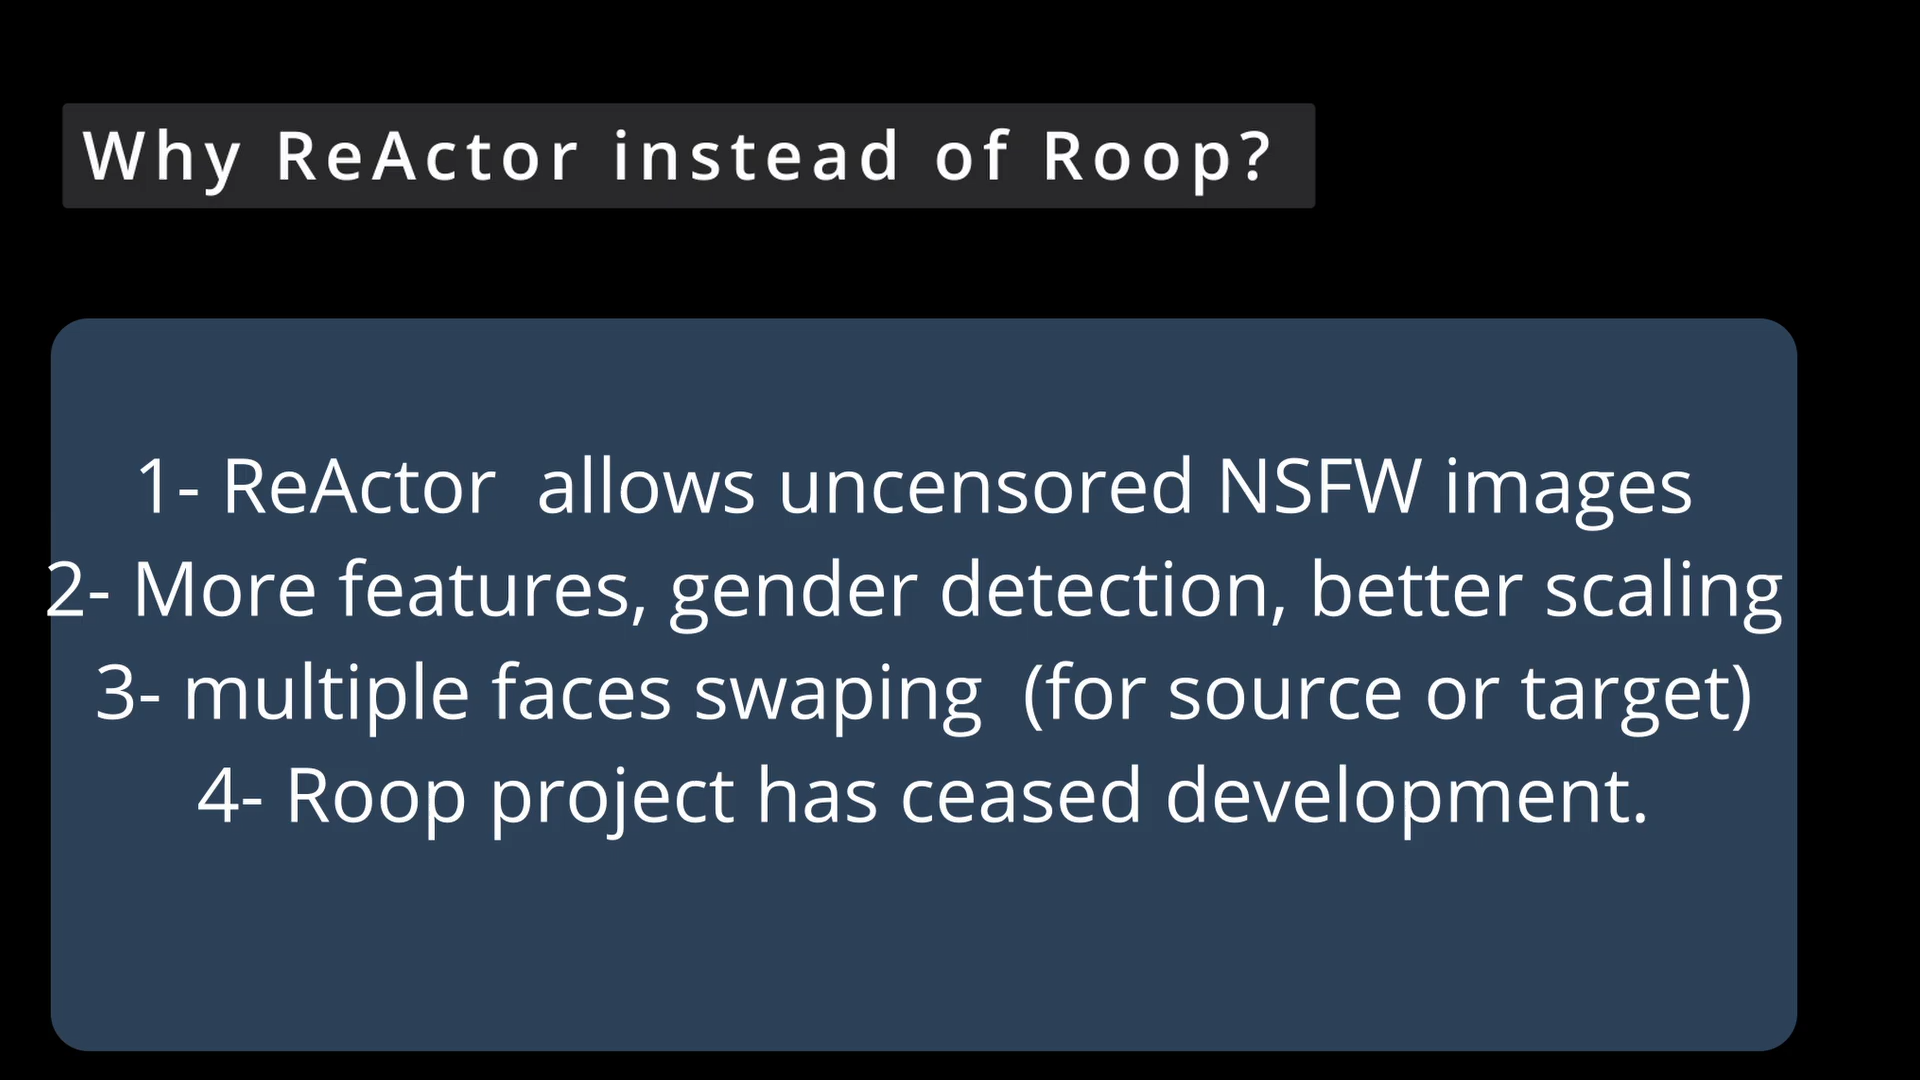 Why ReActor instead of Roop?
1- ReActor  allows uncensored NSFW images
2- More features, gender detection, better scaling
3- multiple faces swaping  (for source or target)
4- Roop project has ceased development.